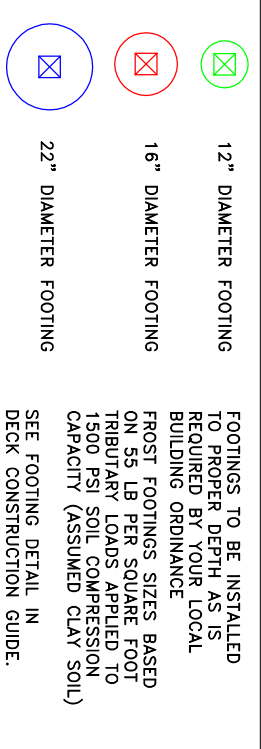 12" DIAMETER FOOTING
16" DIAMETER FOOTING
22" DIAMETER FOOTING
FOOTINGS TO BE INSTALLED
TO PROPER DEPTH AS IS
REQUIRED BY YOUR LOCAL
BUILDING ORDINANCE
FROST FOOTINGS SIZES BASED
ON 55 LB PER SQUARE FOOT
TRIBUTARY LOADS APPLIED TO
1500 PSI SOIL COMPRESSION
CAPACITY (ASSUMED CLAY SOIL)
SEE FOOTING DETAIL IN
DECK CONSTRUCTION GUIDE.